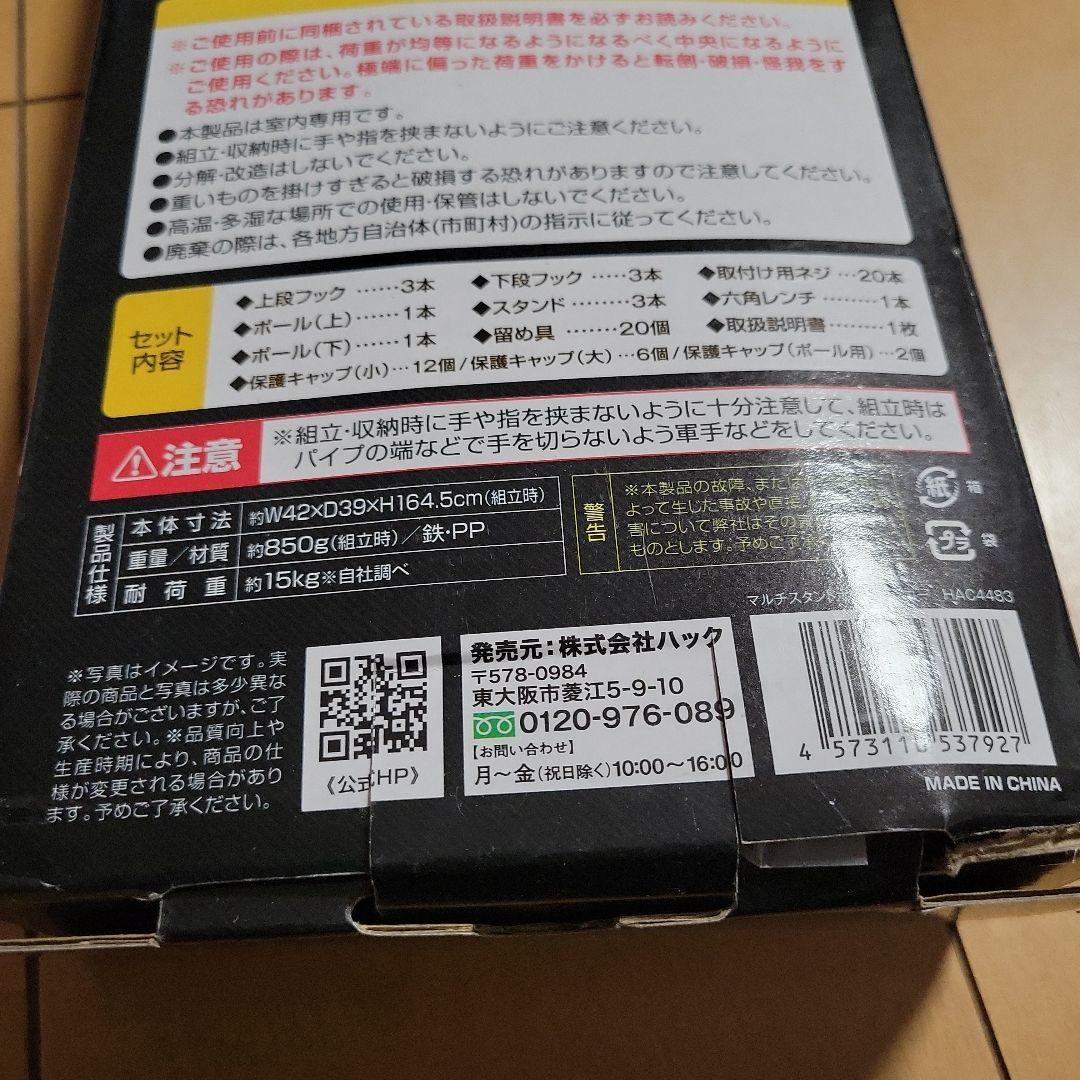 ※ご使用前に同梱されている取扱説明書を必ずお読みください。
※ご使用の際は、荷重が均等になるようになるべく中央になるように
ご使用ください。極端に偏った荷重をかけると転倒・破損・怪我をす
る恐れがあります。
●本製品は室内専用です。
●組立・収納時に手や指を挟まないようにご注意ください。
●分解・改造はしないでください。
●重いものを掛けすぎると破損する恐れがありますので注意してください。
●高温・多湿な場所での使用・保管はしないでください。
●廃棄の際は、各地方自治体(市町村)の指示に従ってください。
セット
内容
◆上段フック……3本 ◆下段フック……3本 ◆取付け用ネジ…20本
◆ポール(上)……1本 ◆スタンド………3本 ◆六角レンチ………1本
◆ポール(下)……1本 ◆留め具……20個 ◆取扱説明書………1枚
◆保護キャップ(小)…12個/保護キャップ(大)…6個/保護キャップ(ポール用)…2個
注意
※組立・収納時に手や指を挟まないように十分注意して、組立時は
パイプの端などで手を切らないよう軍手などをしてください。
製品仕様
本体寸法 約W42×D39×H164.5cm(組立時)
重量/材質 約850g(組立時)/鉄・PP
耐荷重 約15kg※自社調べ
警告
※本製品の故障、または
よって生じた事故や直接
害について弊社はその
ものとします。予めご了承
紙 箱
プラ 袋
マルチスタンド HAC4483
※写真はイメージです。実
際の商品と写真は多少異な
る場合がございますが、ご了
承ください。※品質向上や
生産時期により、商品の仕
様が変更される場合があり
ます。予めご了承ください。
《公式HP》
発売元:株式会社ハック
〒578-0984
東大阪市菱江5-9-10
0120-976-089
【お問い合わせ】
月〜金(祝日除く)10:00〜16:00
4 573110 537927
MADE IN CHINA